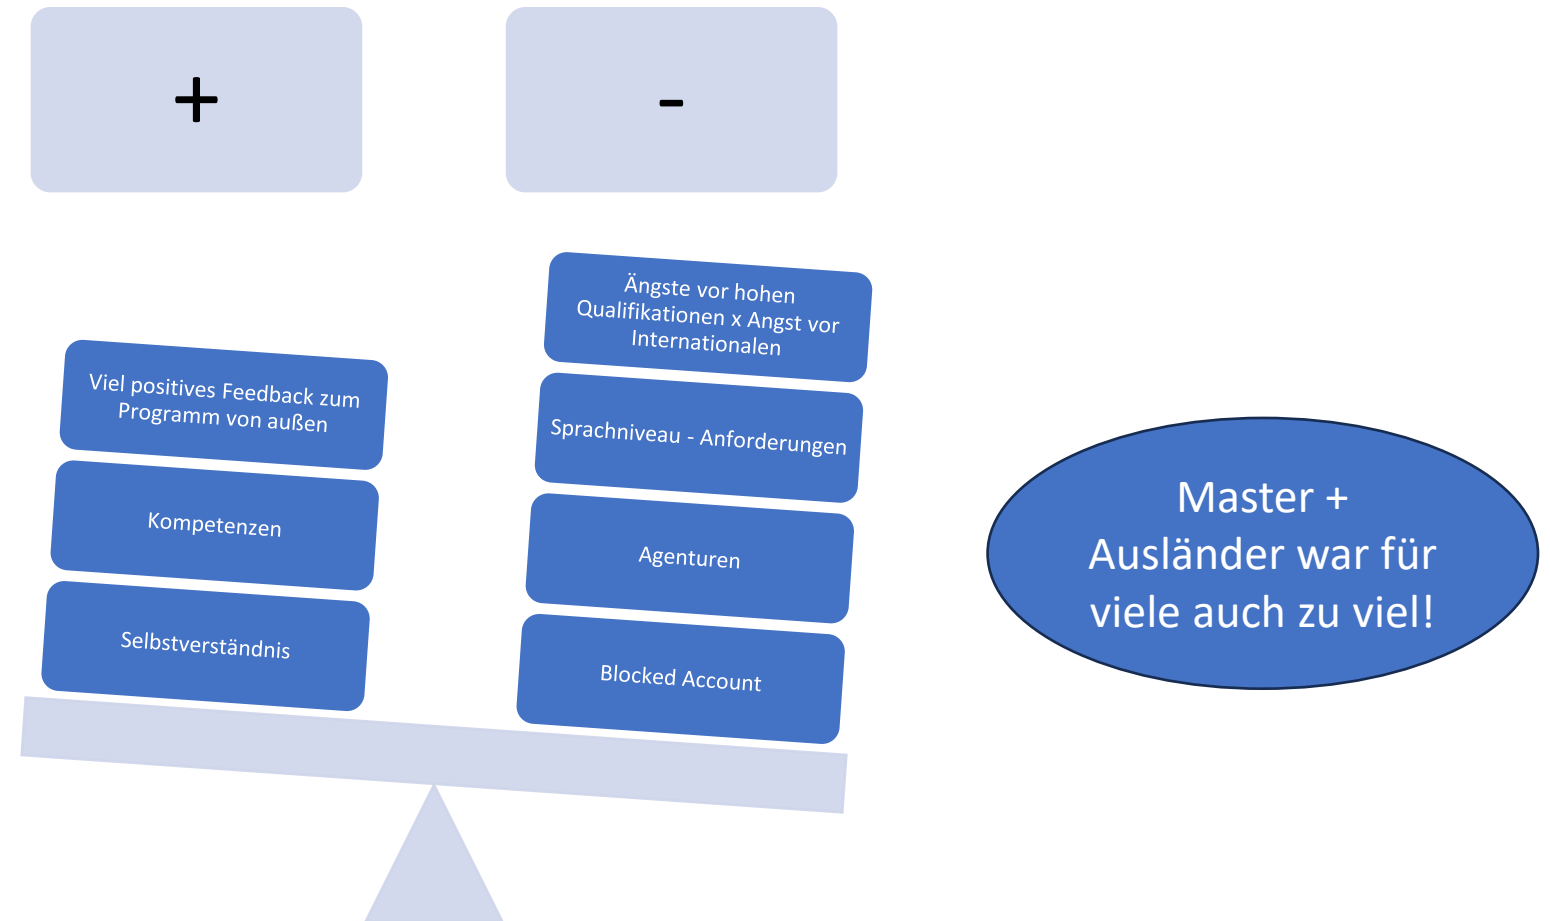 +
-
Viel positives Feedback zum
Programm von außen
Kompetenzen
Selbstverständnis
Ängste vor hohen
Qualifikationen x Angst vor
Internationalen
Sprachniveau - Anforderungen
Agenturen
Blocked Account
Master +
Ausländer war für
viele auch zu viel!